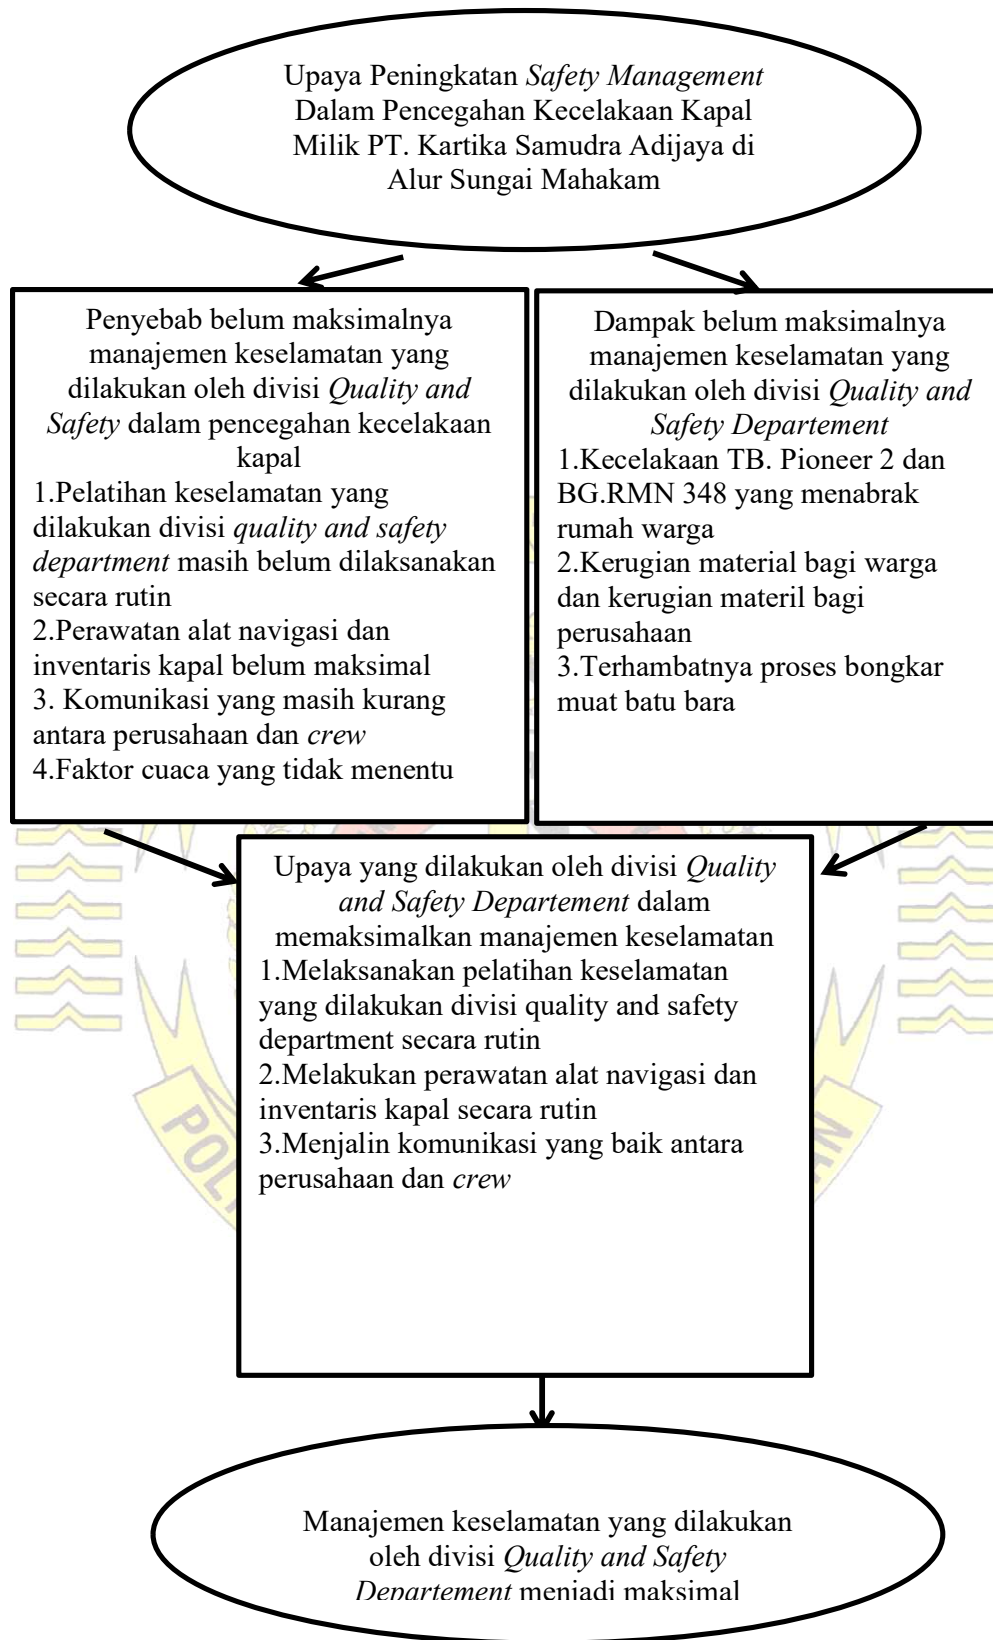 Upaya Peningkatan Safety Management
Dalam Pencegahan Kecelakaan Kapal
Milik PT. Kartika Samudra Adijaya di
Alur Sungai Mahakam
Penyebab belum maksimalnya
manajemen keselamatan yang
dilakukan oleh divisi Quality and
Safety dalam pencegahan kecelakaan
kapal
1.Pelatihan keselamatan yang
dilakukan divisi quality and safety
department masih belum dilaksanakan
secara rutin
2.Perawatan alat navigasi dan
inventaris kapal belum maksimal
3. Komunikasi yang masih kurang
antara perusahaan dan crew
4.Faktor cuaca yang tidak menentu
Dampak belum maksimalnya
manajemen keselamatan yang
dilakukan oleh divisi Quality and
Safety Departement
1.Kecelakaan TB. Pioneer 2 dan
BG.RMN 348 yang menabrak
rumah warga
2.Kerugian material bagi warga
dan kerugian materil bagi
perusahaan
3.Terhambatnya proses bongkar
muat batu bara
Upaya yang dilakukan oleh divisi Quality
and Safety Departement dalam
memaksimalkan manajemen keselamatan
1.Melaksanakan pelatihan keselamatan
yang dilakukan divisi quality and safety
department secara rutin
2.Melakukan perawatan alat navigasi dan
inventaris kapal secara rutin
3.Menjalin komunikasi yang baik antara
perusahaan dan crew
Manajemen keselamatan yang dilakukan
oleh divisi Quality and Safety
Departement menjadi maksimal